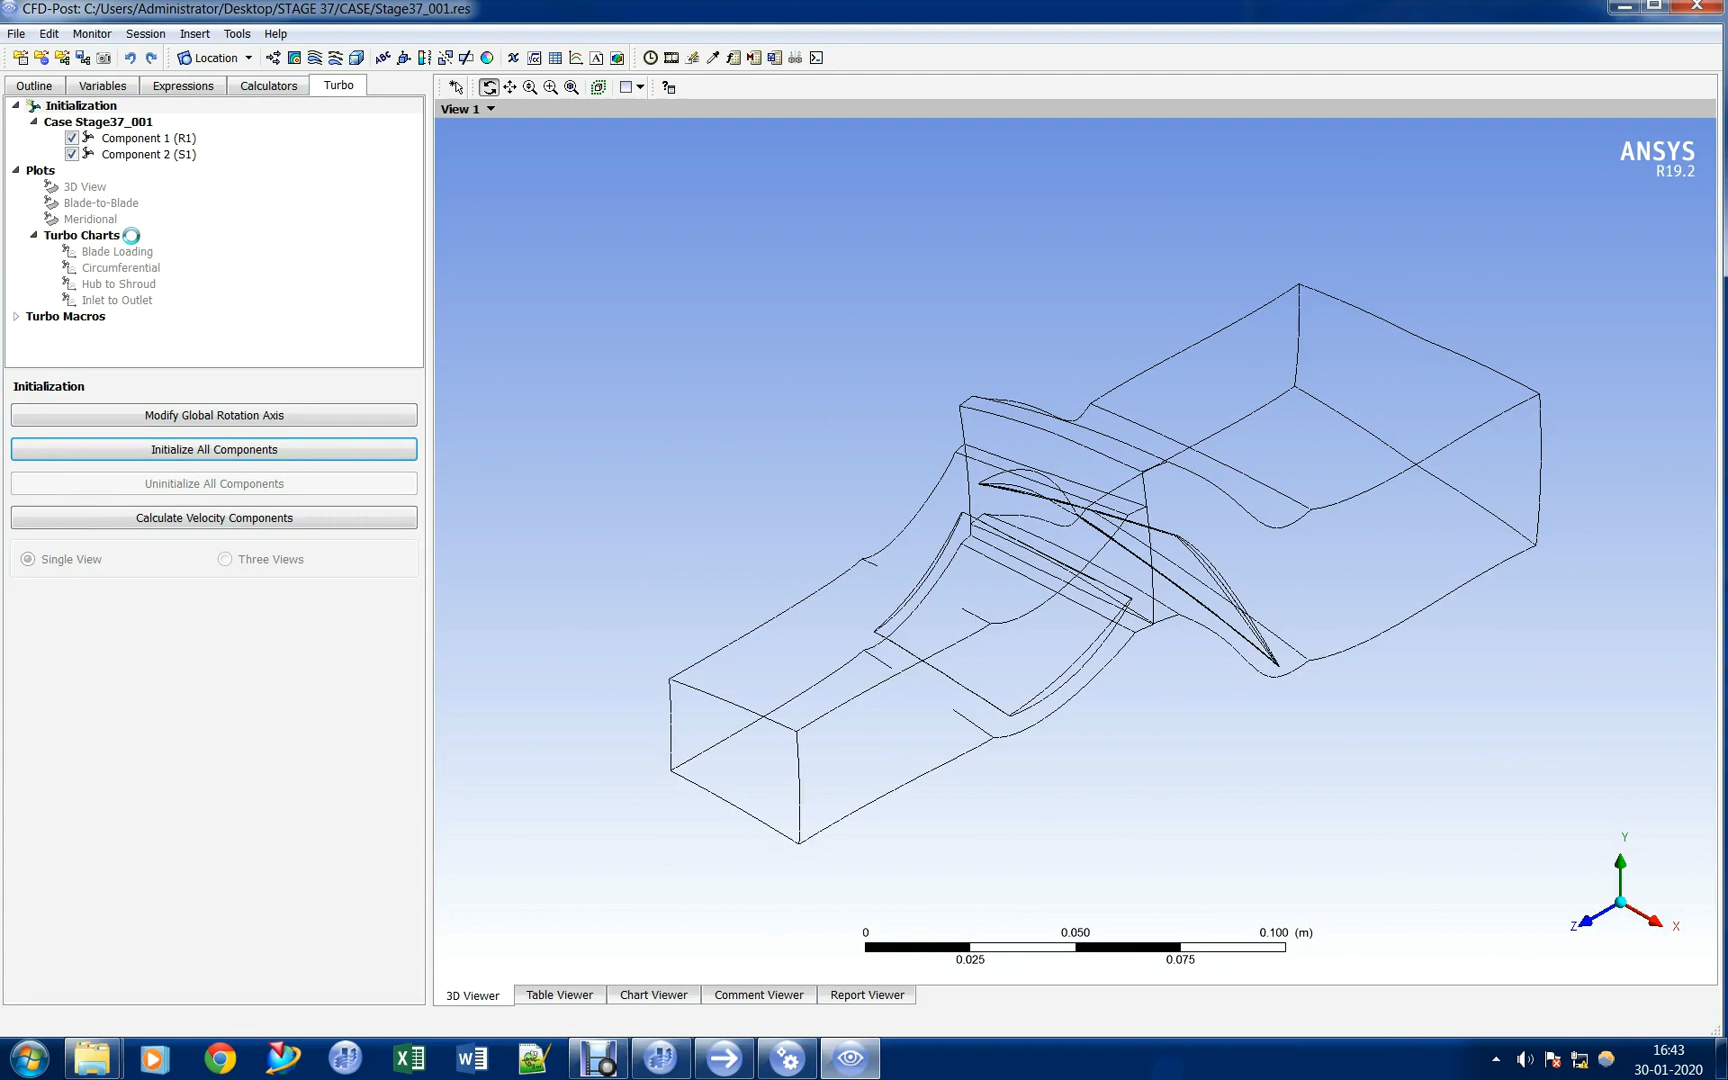 CFD-Post: C:/Users/Administrator/Desktop/STAGE 37/CASE/Stage37_001.res
File Edit Monitor Session Insert Tools Help
Location
Outline Variables Expressions Calculators Turbo
Initialization
Case Stage37_001
Component 1 (R1)
Component 2 (S1)
Plots
3D View
Blade-to-Blade
Meridional
Turbo Charts
Blade Loading
Circumferential
Hub to Shroud
Inlet to Outlet
Turbo Macros
Initialization
Modify Global Rotation Axis
Initialize All Components
Uninitialize All Components
Calculate Velocity Components
Single View Three Views
View 1
ANSYS
R19.2
Y
Z X
0 0.050 0.100 (m)
0.025 0.075
3D Viewer Table Viewer Chart Viewer Comment Viewer Report Viewer
16:43
30-01-2020